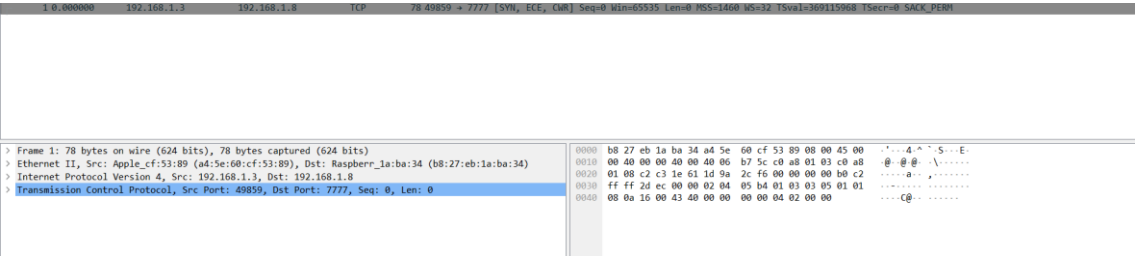 1 0.000000 192.168.1.3 192.168.1.8 TCP 78 49859 → 7777 [SYN, ECE, CWR] Seq=0 Win=65535 Len=0 MSS=1460 WS=32 TSval=369115968 TSecr=0 SACK_PERM
> Frame 1: 78 bytes on wire (624 bits), 78 bytes captured (624 bits)
> Ethernet II, Src: Apple_cf:53:89 (a4:5e:60:cf:53:89), Dst: Raspberr_1a:ba:34 (b8:27:eb:1a:ba:34)
> Internet Protocol Version 4, Src: 192.168.1.3, Dst: 192.168.1.8
> Transmission Control Protocol, Src Port: 49859, Dst Port: 7777, Seq: 0, Len: 0
0000 b8 27 eb 1a ba 34 a4 5e 60 cf 53 89 08 00 45 00 ·'···4·^ `·S···E·
0010 00 40 00 00 40 00 40 06 b7 5c c0 a8 01 03 c0 a8 ·@··@·@· ·\······
0020 01 08 c2 c3 1e 61 1d 9a 2c f6 00 00 00 00 b0 c2 ·····a·· ,·······
0030 ff ff 2d ec 00 00 02 04 05 b4 01 03 03 05 01 01 ··-····· ········
0040 08 0a 16 00 43 40 00 00 00 00 04 02 00 00 ····C@·· ······